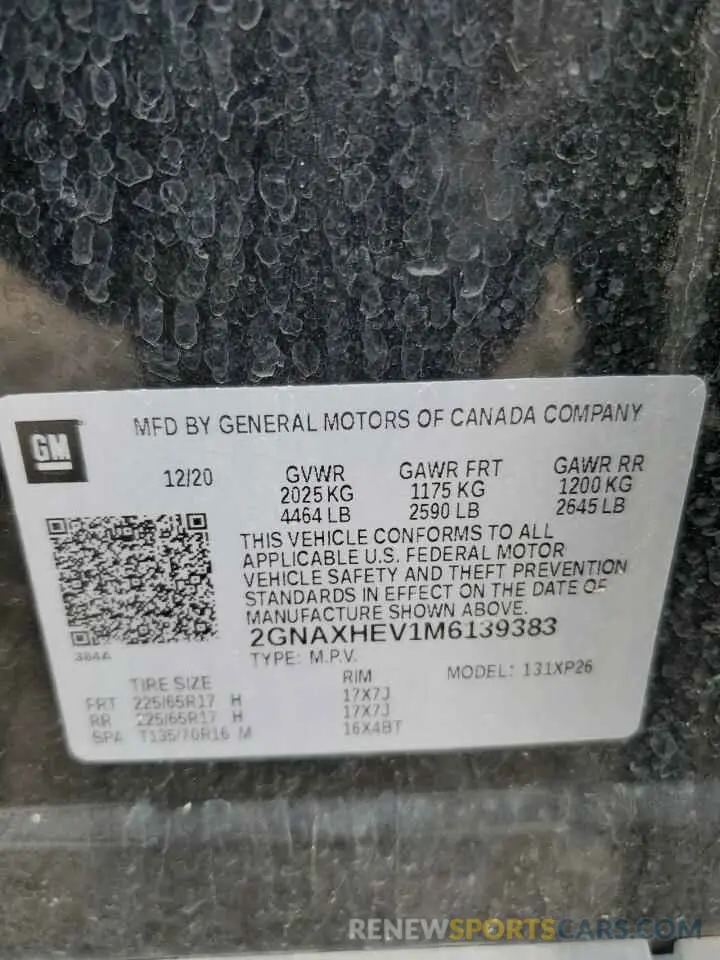 GM
MFD BY GENERAL MOTORS OF CANADA COMPANY
12/20 GVWR GAWR FRT GAWR RR
2025 KG 1175 KG 1200 KG
4464 LB 2590 LB 2645 LB
THIS VEHICLE CONFORMS TO ALL
APPLICABLE U.S. FEDERAL MOTOR
VEHICLE SAFETY AND THEFT PREVENTION
STANDARDS IN EFFECT ON THE DATE OF
MANUFACTURE SHOWN ABOVE.
2GNAXHEV1M6139383
384A TYPE: M.P.V. MODEL: 131XP26
TIRE SIZE RIM
FRT 225/65R17 H 17X7J
RR 225/65R17 H 17X7J
SPA T135/70R16 M 16X4BT
RENEWSPORTSCARS.COM